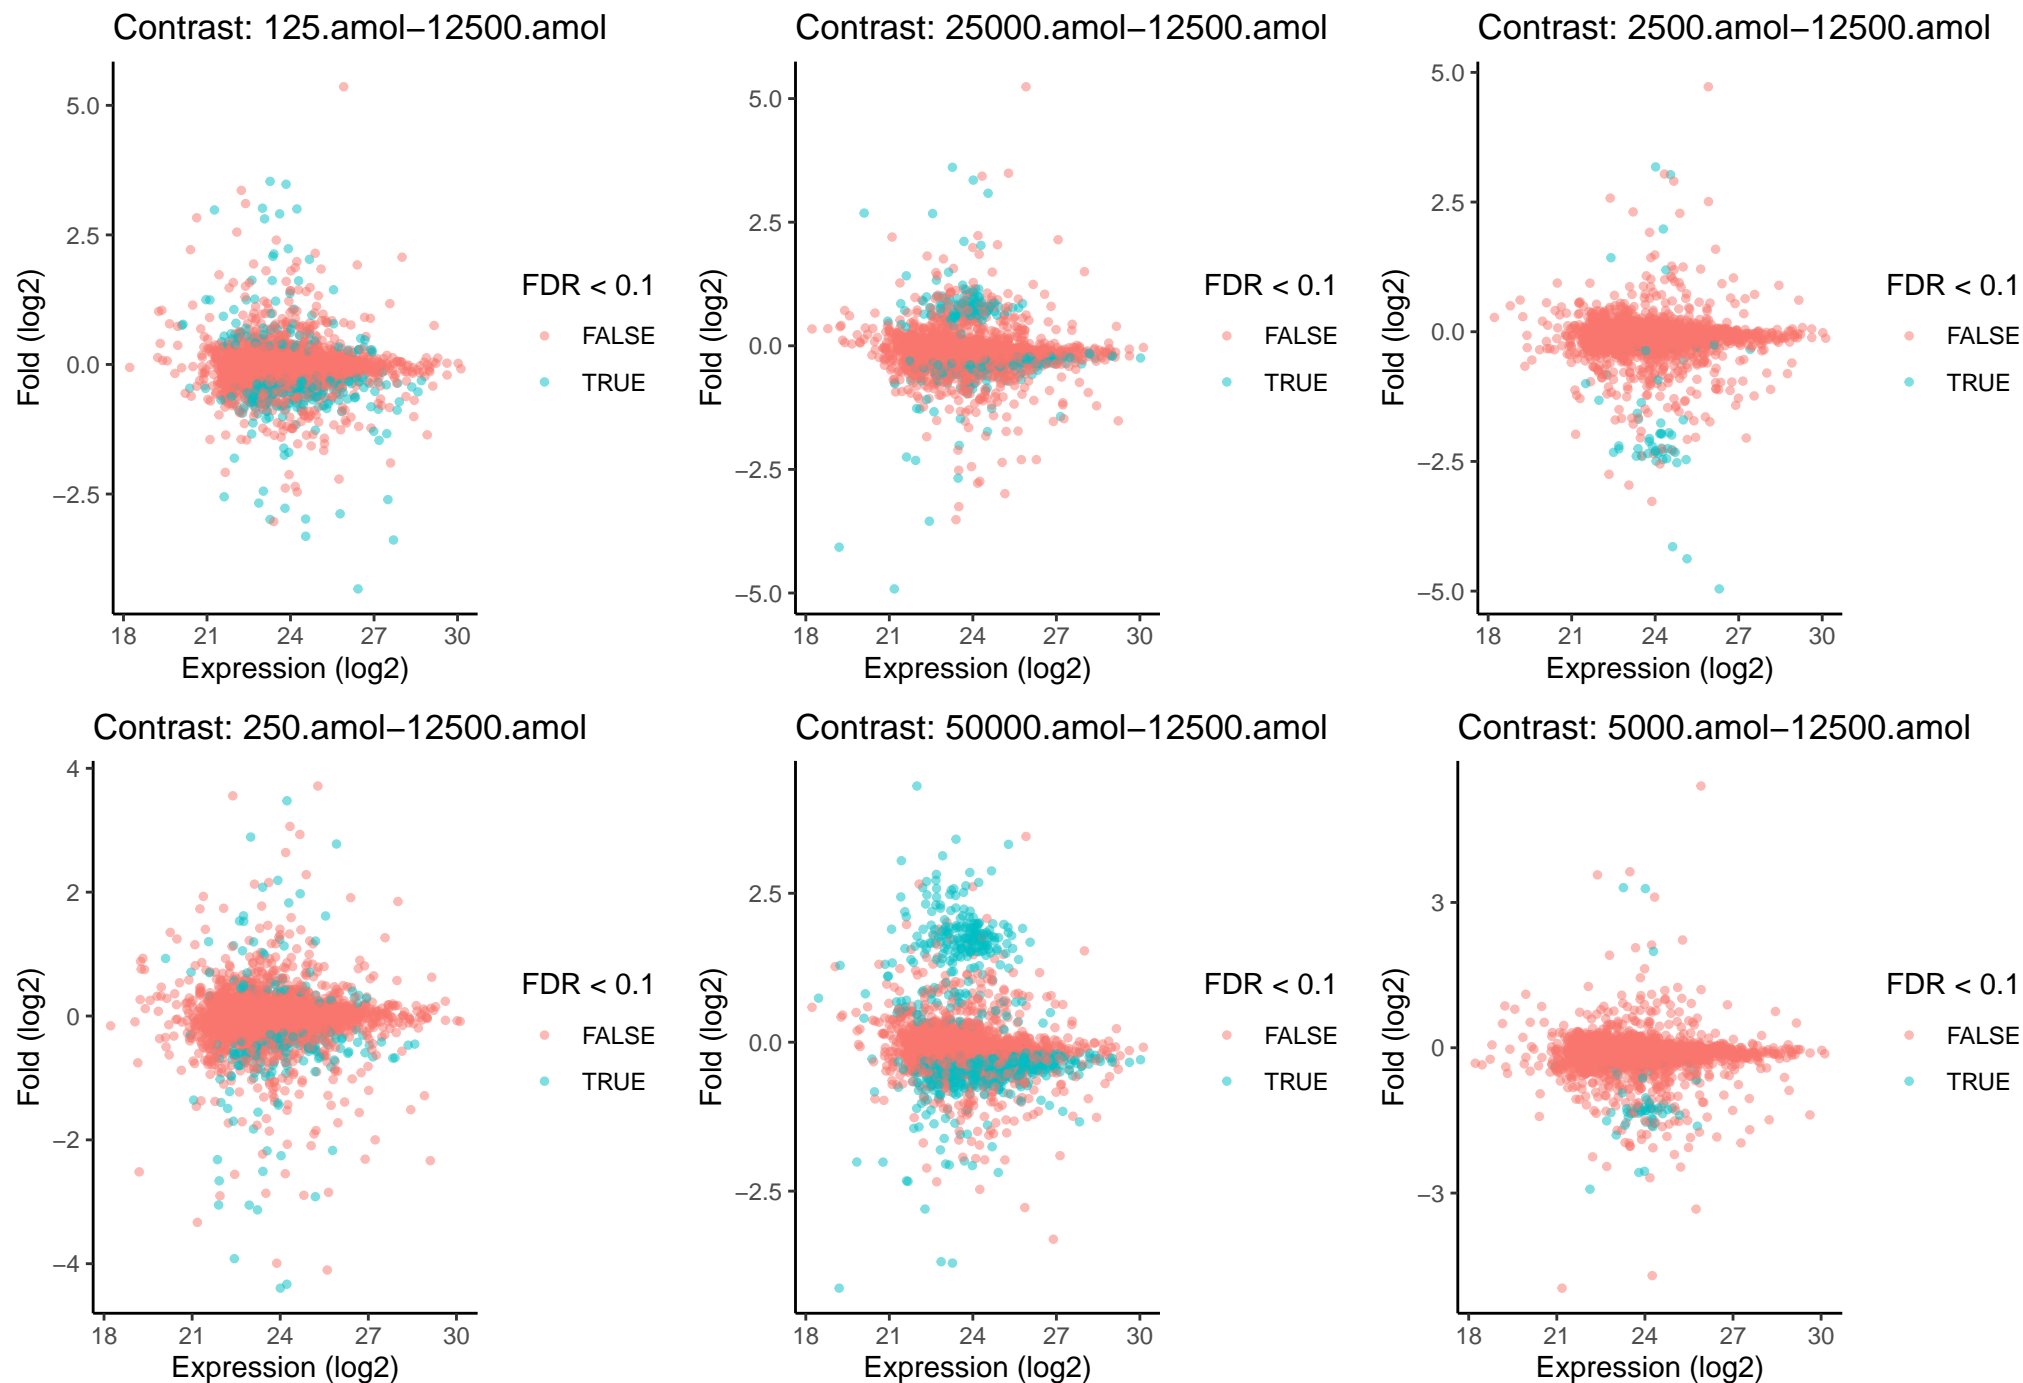 Contrast: 125.amol−12500.amol
5.0
2.5
0.0
−2.5
18 21 24 27 30
Expression (log2)
Fold (log2)
FDR < 0.1
FALSE
TRUE
Contrast: 25000.amol−12500.amol
5.0
2.5
0.0
−2.5
−5.0
18 21 24 27 30
Expression (log2)
Fold (log2)
FDR < 0.1
FALSE
TRUE
Contrast: 2500.amol−12500.amol
5.0
2.5
0.0
−2.5
−5.0
18 21 24 27 30
Expression (log2)
Fold (log2)
FDR < 0.1
FALSE
TRUE
Contrast: 250.amol−12500.amol
4
2
0
−2
−4
18 21 24 27 30
Expression (log2)
Fold (log2)
FDR < 0.1
FALSE
TRUE
Contrast: 50000.amol−12500.amol
2.5
0.0
−2.5
18 21 24 27 30
Expression (log2)
Fold (log2)
FDR < 0.1
FALSE
TRUE
Contrast: 5000.amol−12500.amol
3
0
−3
18 21 24 27 30
Expression (log2)
Fold (log2)
FDR < 0.1
FALSE
TRUE